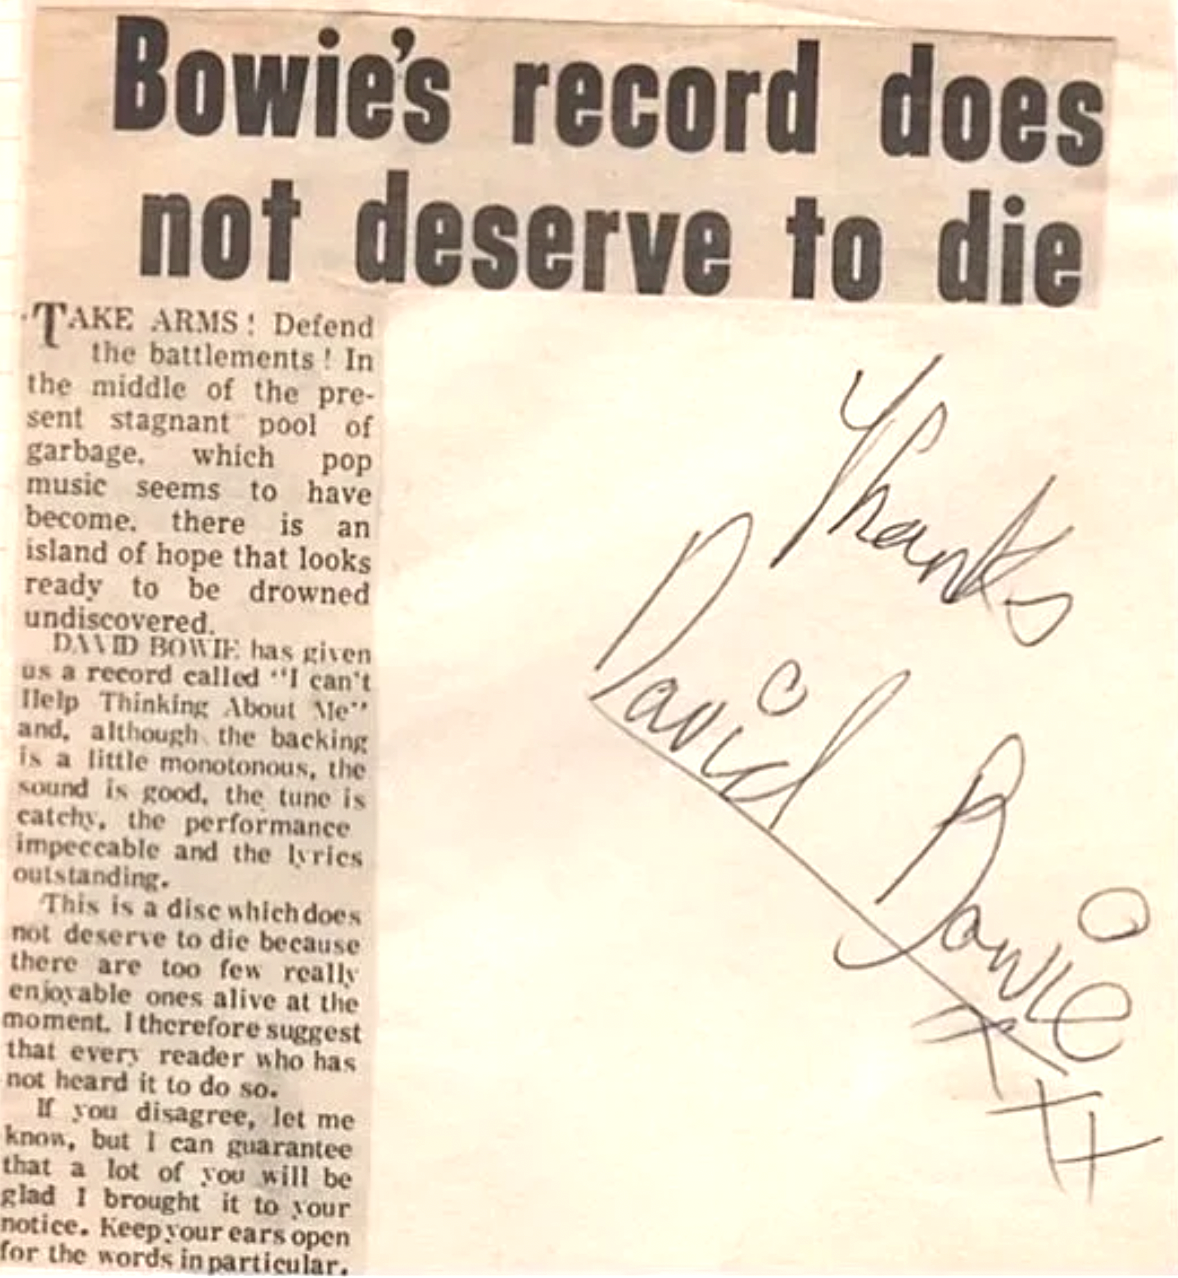 Bowie's record does
not deserve to die
TAKE ARMS! Defend
the battlements! In
the middle of the pre-
sent stagnant pool of
garbage, which pop
music seems to have
become, there is an
island of hope that looks
ready to be drowned
undiscovered.
DAVID BOWIE has given
us a record called "I can't
Help Thinking About Me"
and, although the backing
is a little monotonous, the
sound is good, the tune is
catchy, the performance
impeccable and the lyrics
outstanding.
This is a disc which does
not deserve to die because
there are too few really
enjoyable ones alive at the
moment. I therefore suggest
that every reader who has
not heard it to do so.
If you disagree, let me
know, but I can guarantee
that a lot of you will be
glad I brought it to your
notice. Keep your ears open
for the words in particular.
Thanks
David Bowie
X X X